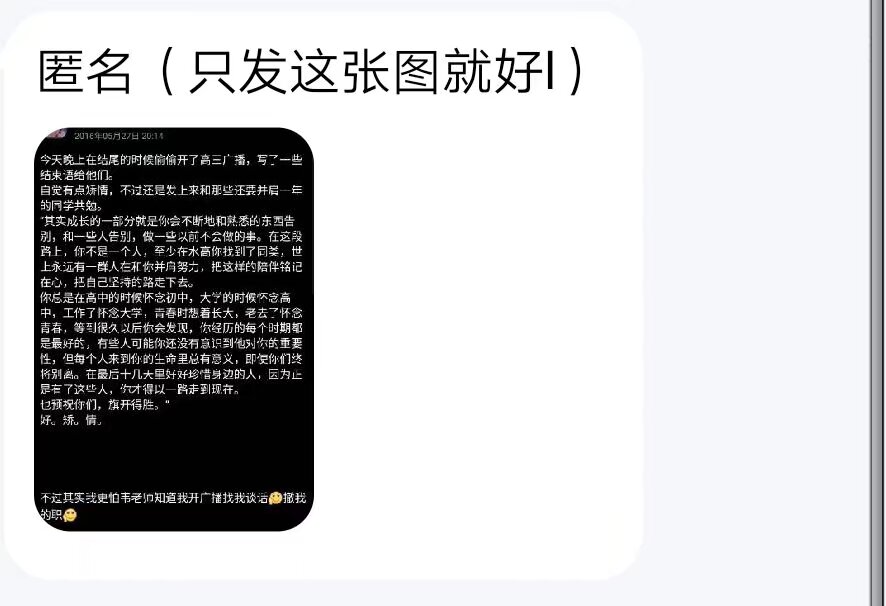 匿名（只发这张图就好l）
2016年05月27日 20:14
今天晚上在结尾的时候偷偷开了高三广播，写了一些
结束语给他们。
自觉有点矫情，不过还是发上来和那些还要并肩一年
的同学共勉。
“其实成长的一部分就是你会不断地和熟悉的东西告
别，和一些人告别，做一些以前不会做的事。在这段
路上，你不是一个人，至少在水高你找到了同类，世
上永远有一群人在和你并肩努力，把这样的陪伴铭记
在心，把自己坚持的路走下去。
你总是在高中的时候怀念初中，大学的时候怀念高
中，工作了怀念大学，青春时想着长大，老去了怀念
青春，等到很久以后你会发现，你经历的每个时期都
是最好的，有些人可能你还没有意识到他对你的重要
性，但每个人来到你的生命里总有意义，即使你们终
将别离。在最后十几天里好好珍惜身边的人，因为正
是有了这些人，你才得以一路走到现在。
也预祝你们，旗开得胜。”
好。矫。情。
不过其实我更怕韦老师知道我开广播找我谈话🤔撤我
的职🤔